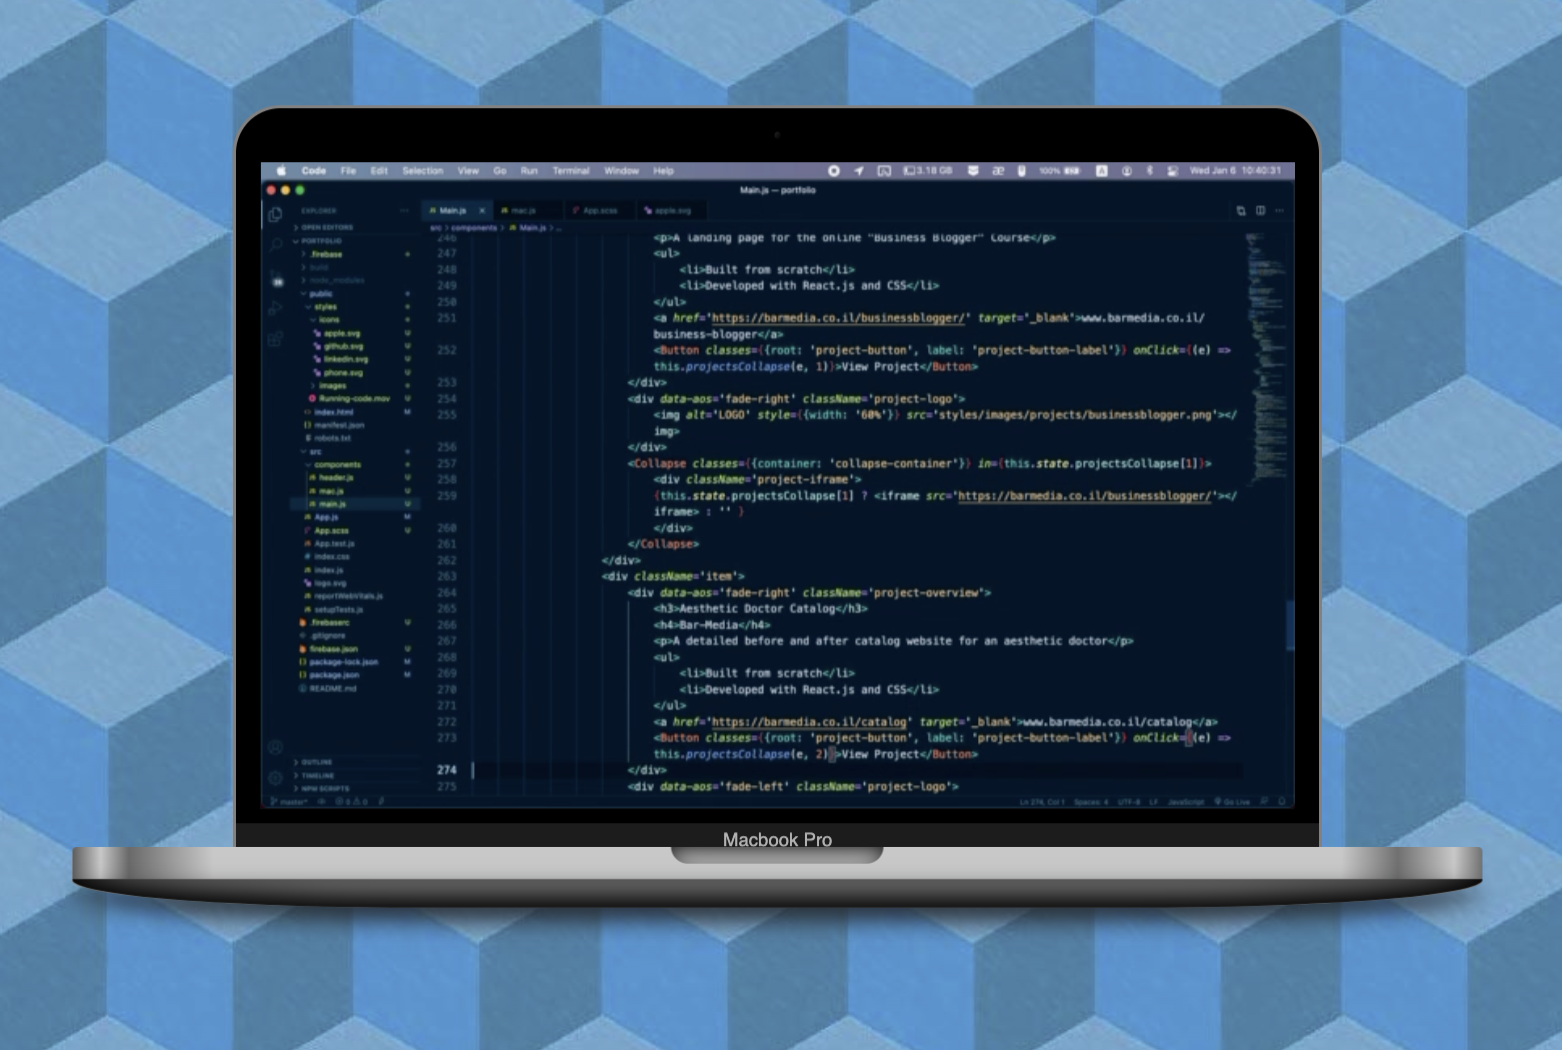 Code File Edit Selection View Go Run Terminal Window Help 3.18 GB 100% A Wed Jan 6 10:40:31
Main.js — portfolio
EXPLORER
Main.js × mac.js App.scss apple.svg
OPEN EDITORS
src > components > Main.js > ...
PORTFOLIO
.firebase
build
node_modules
public
styles
icons
apple.svg U
github.svg U
linkedin.svg U
phone.svg U
images
Running-code.mov U
index.html M
manifest.json
robots.txt
src
components
header.js U
mac.js U
main.js U
App.js M
App.scss U
App.test.js
index.css
index.js
logo.svg
reportWebVitals.js
setupTests.js
.firebaserc U
.gitignore
firebase.json U
package-lock.json M
package.json M
README.md
OUTLINE
TIMELINE
NPM SCRIPTS
246 <p>A landing page for the online "Business Blogger" Course</p>
247 <ul>
248 <li>Built from scratch</li>
249 <li>Developed with React.js and CSS</li>
250 </ul>
251 <a href='https://barmedia.co.il/businessblogger/' target='_blank'>www.barmedia.co.il/
business-blogger</a>
252 <Button classes={{root: 'project-button', label: 'project-button-label'}} onClick={(e) =>
this.projectsCollapse(e, 1)}>View Project</Button>
253 </div>
254 <div data-aos='fade-right' className='project-logo'>
255 <img alt='LOGO' style={{width: '60%'}} src='styles/images/projects/businessblogger.png'></
img>
256 </div>
257 <Collapse classes={{container: 'collapse-container'}} in={this.state.projectsCollapse[1]}>
258 <div className='project-iframe'>
259 {this.state.projectsCollapse[1] ? <iframe src='https://barmedia.co.il/businessblogger/'></
iframe> : '' }
260 </div>
261 </Collapse>
262 </div>
263 <div className='item'>
264 <div data-aos='fade-right' className='project-overview'>
265 <h3>Aesthetic Doctor Catalog</h3>
266 <h4>Bar-Media</h4>
267 <p>A detailed before and after catalog website for an aesthetic doctor</p>
268 <ul>
269 <li>Built from scratch</li>
270 <li>Developed with React.js and CSS</li>
271 </ul>
272 <a href='https://barmedia.co.il/catalog' target='_blank'>www.barmedia.co.il/catalog</a>
273 <Button classes={{root: 'project-button', label: 'project-button-label'}} onClick={(e) =>
this.projectsCollapse(e, 2)}>View Project</Button>
274 </div>
275 <div data-aos='fade-left' className='project-logo'>
master* 0 0 Ln 274, Col 1 Spaces: 4 UTF-8 LF JavaScript Go Live
Macbook Pro